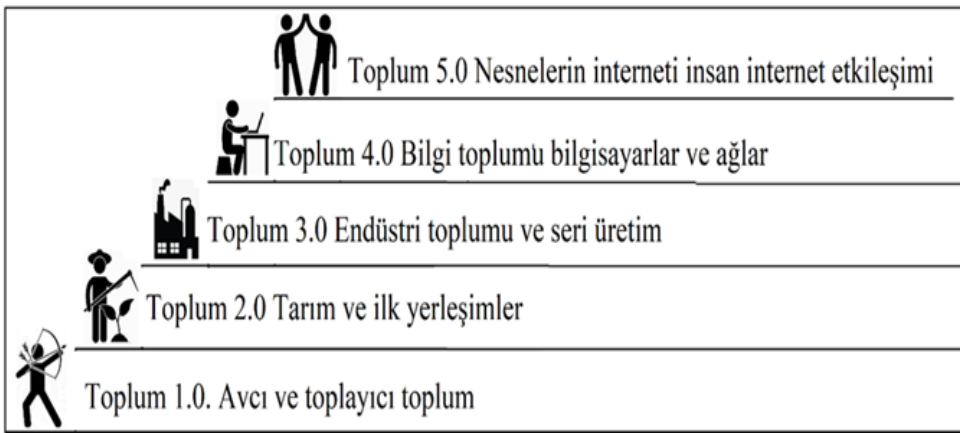 Toplum 5.0 Nesnelerin interneti insan internet etkileşimi
Toplum 4.0 Bilgi toplumu bilgisayarlar ve ağlar
Toplum 3.0 Endüstri toplumu ve seri üretim
Toplum 2.0 Tarım ve ilk yerleşimler
Toplum 1.0. Avcı ve toplayıcı toplum